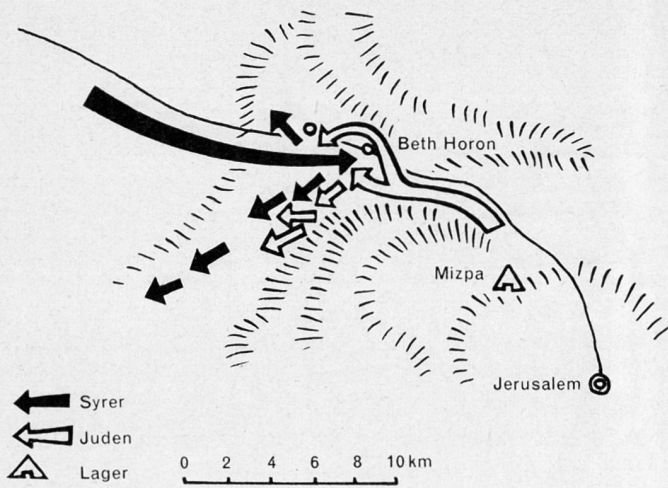 Beth Horon
Mizpa
Jerusalem
Syrer
Juden
Lager
0 2 4 6 8 10 km